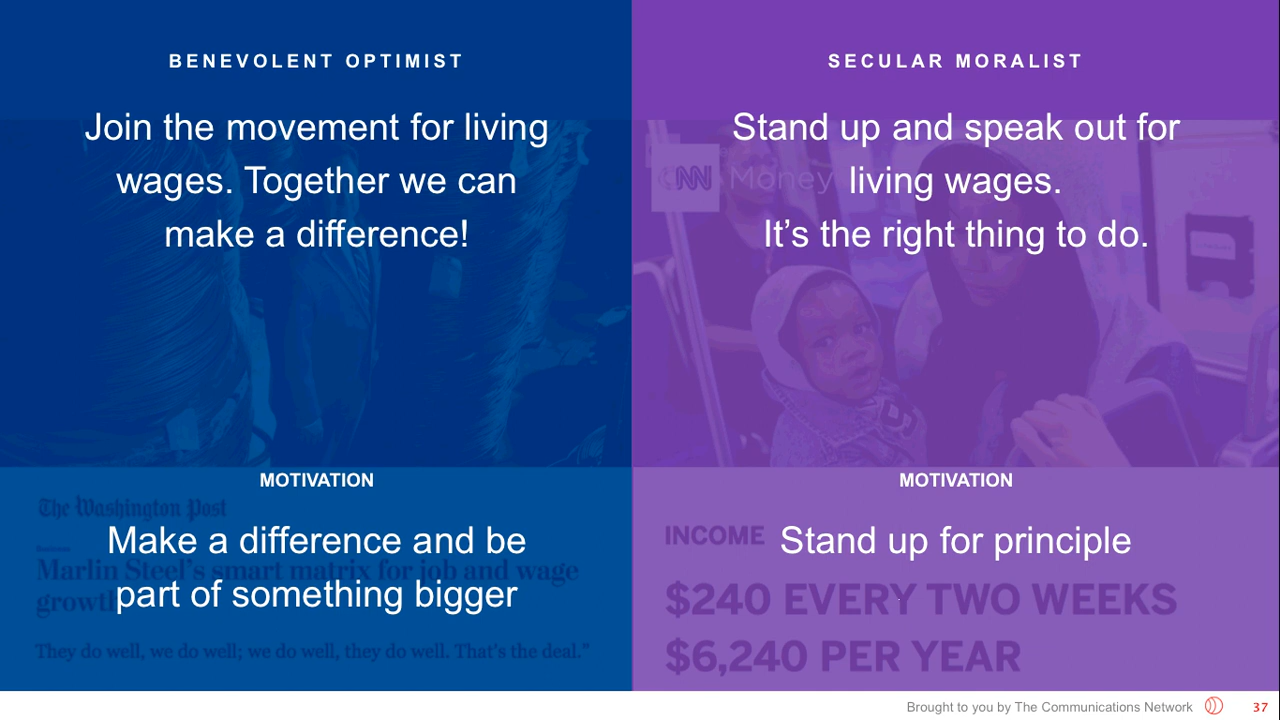 BENEVOLENT OPTIMIST
Join the movement for living
wages. Together we can
make a difference!
MOTIVATION
The Washington Post
Make a difference and be
Marlin Steel's smart matrix for job and wage
growth
part of something bigger
They do well, we do well; we do well, they do well. That's the deal."
SECULAR MORALIST
Stand up and speak out for
CNN Money
living wages.
It's the right thing to do.
MOTIVATION
INCOME
Stand up for principle
$240 EVERY TWO WEEKS
$6,240 PER YEAR
Brought to you by The Communications Network
37